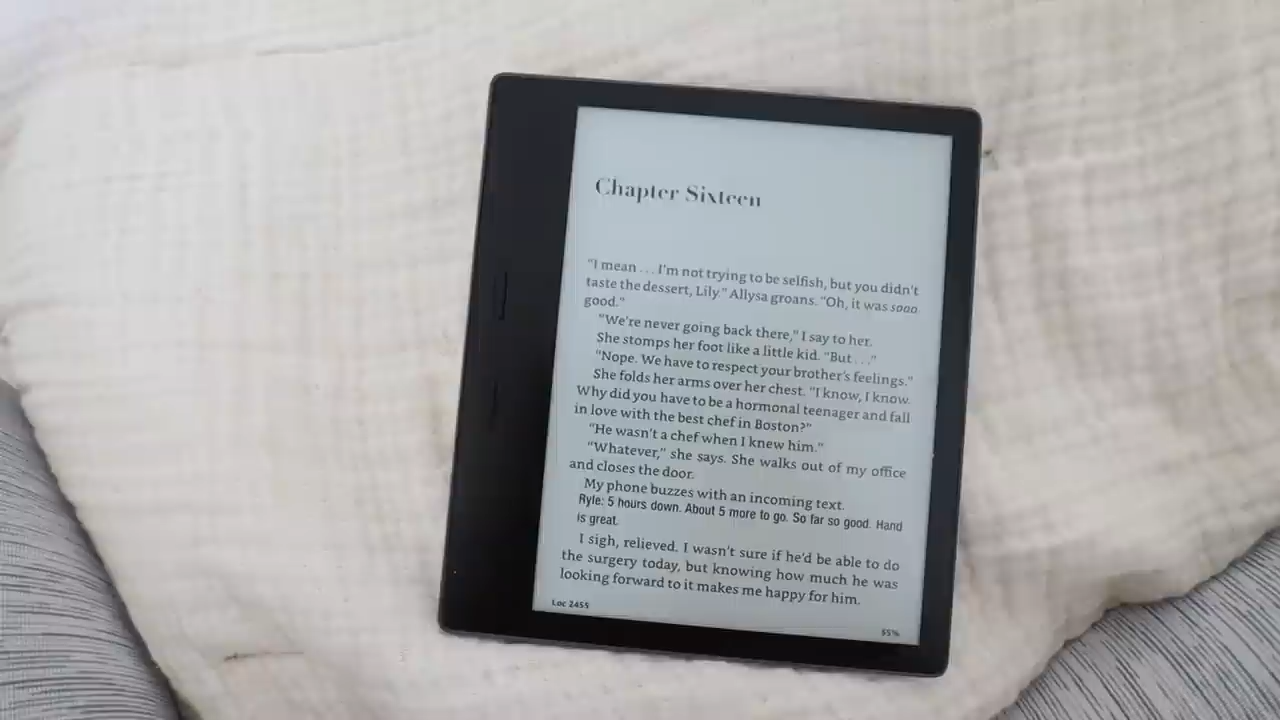 Chapter Sixteen
"I mean . . . I'm not trying to be selfish, but you didn't
taste the dessert, Lily." Allysa groans. "Oh, it was sooo
good."
"We're never going back there," I say to her.
She stomps her foot like a little kid. "But . . ."
"Nope. We have to respect your brother's feelings."
She folds her arms over her chest. "I know, I know.
Why did you have to be a hormonal teenager and fall
in love with the best chef in Boston?"
"He wasn't a chef when I knew him."
"Whatever," she says. She walks out of my office
and closes the door.
My phone buzzes with an incoming text.
Ryle: 5 hours down. About 5 more to go. So far so good. Hand
is great.
I sigh, relieved. I wasn't sure if he'd be able to do
the surgery today, but knowing how much he was
looking forward to it makes me happy for him.
Loc 2455
55%